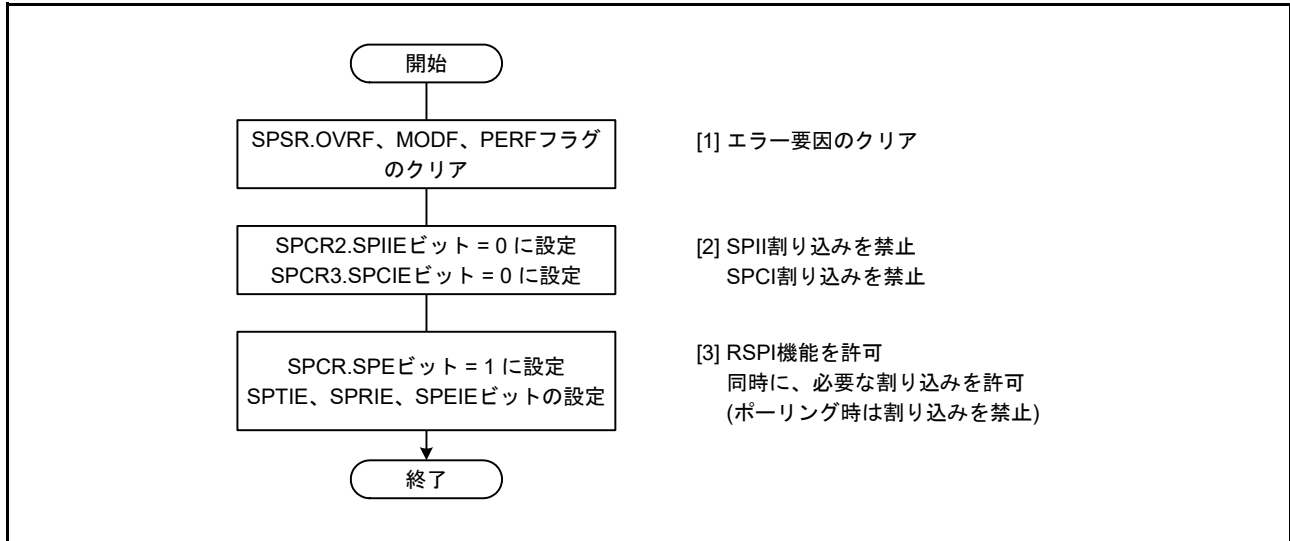 開始
SPSR.OVRF、MODF、PERFフラグ
のクリア
[1] エラー要因のクリア
SPCR2.SPIIEビット = 0 に設定
SPCR3.SPCIEビット = 0 に設定
[2] SPII割り込みを禁止
SPCI割り込みを禁止
SPCR.SPEビット = 1 に設定
SPTIE、SPRIE、SPEIEビットの設定
[3] RSPI機能を許可
同時に、必要な割り込みを許可
(ポーリング時は割り込みを禁止)
終了